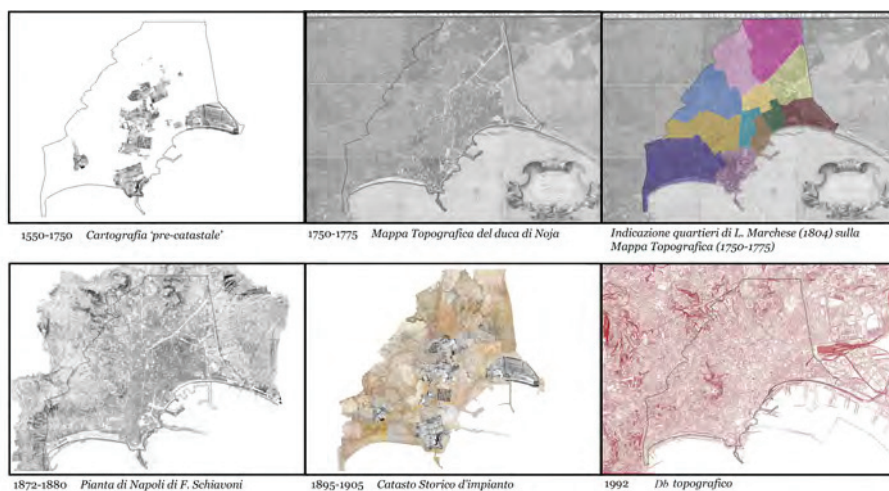 1550-1750 Cartografia 'pre-catastale'
1750-1775 Mappa Topografica del duca di Noja
Indicazione quartieri di L. Marchese (1804) sulla
Mappa Topografica (1750-1775)
1872-1880 Pianta di Napoli di F. Schiavoni
1895-1905 Catasto Storico d'impianto
1992 Db topografico